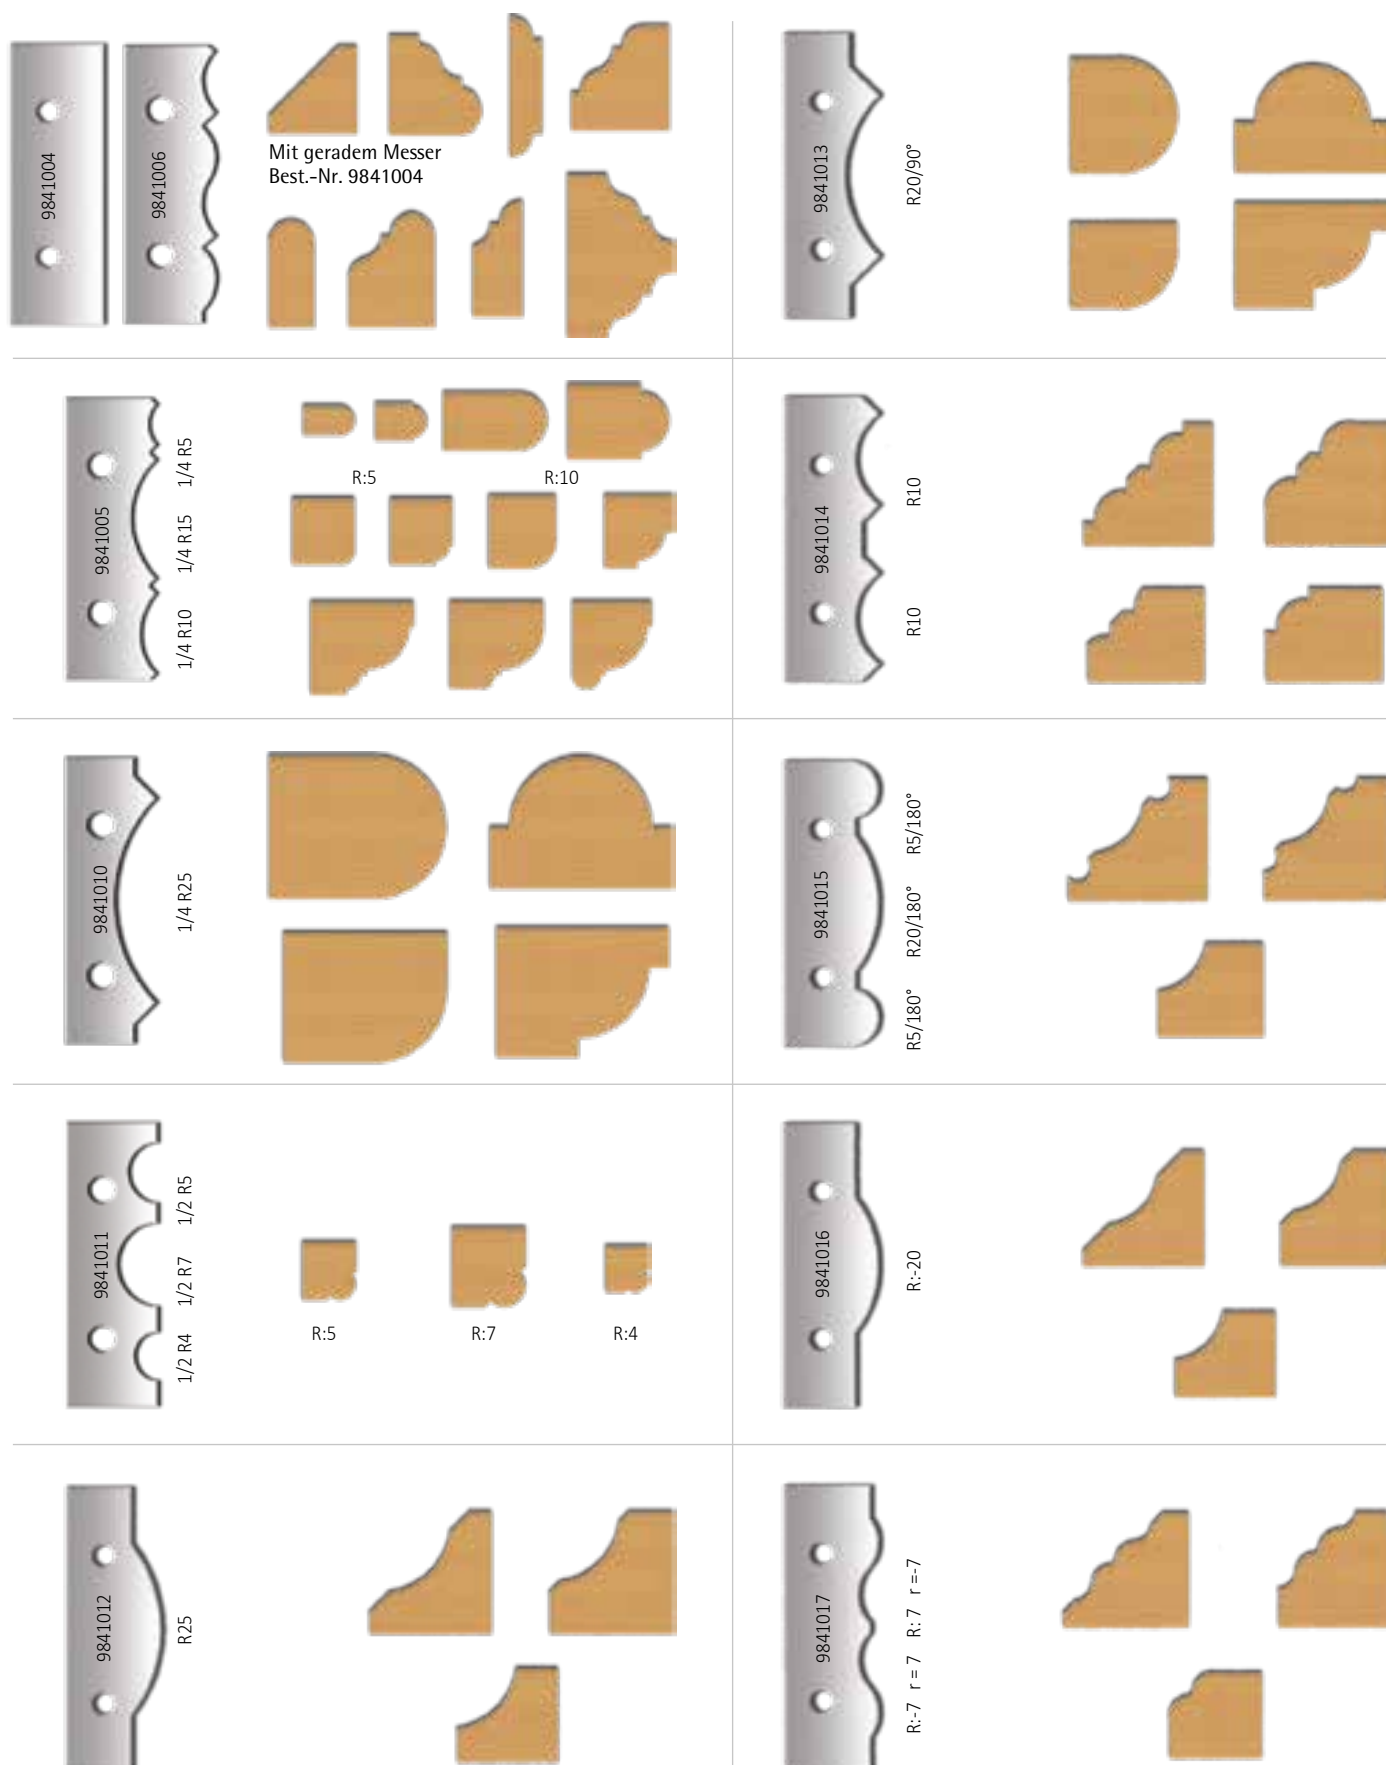 9841004
9841006
Mit geradem Messer
Best.-Nr. 9841004
9841013
R20/90°
9841005
1/4 R5
1/4 R15
1/4 R10
R:5
R:10
9841014
R10
R10
9841010
1/4 R25
9841015
R5/180°
R20/180°
R5/180°
9841011
1/2 R5
1/2 R7
1/2 R4
R:5
R:7
R:4
9841016
R:-20
9841012
R25
9841017
R:-7 r = 7 R: 7 r =-7